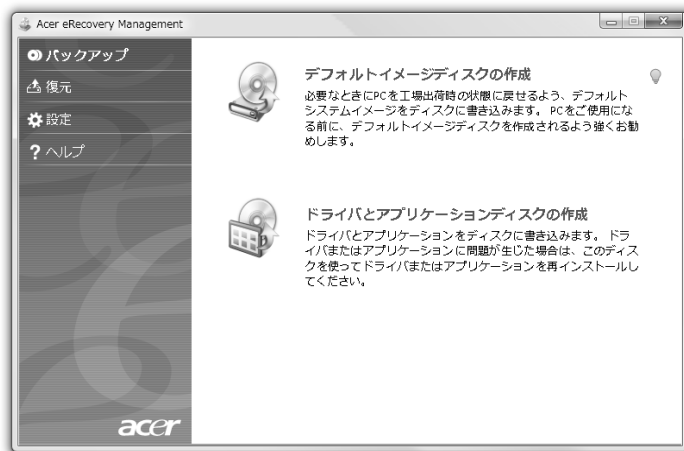 Acer eRecovery Management
バックアップ
復元
設定
? ヘルプ
デフォルトイメージディスクの作成
必要なときにPCを工場出荷時の状態に戻せるよう、デフォルト
システムイメージをディスクに書き込みます。 PCをご使用にな
る前に、デフォルトイメージディスクを作成されるよう強くお勧
めします。
ドライバとアプリケーションディスクの作成
ドライバとアプリケーションをディスクに書き込みます。 ドラ
イバまたはアプリケーションに問題が生じた場合は、このディス
クを使ってドライバまたはアプリケーションを再インストールし
てください。
acer